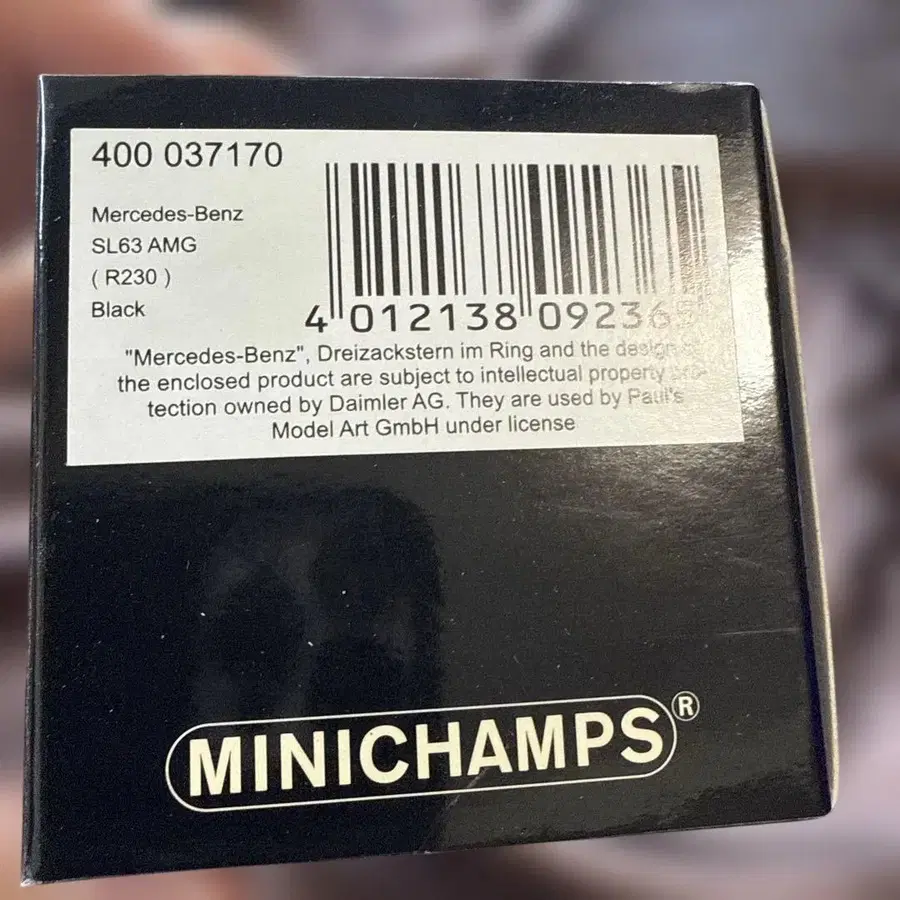 400 037170
Mercedes-Benz
SL63 AMG
( R230 )
Black
4 012138 092365
"Mercedes-Benz", Dreizackstern im Ring and the design
the enclosed product are subject to intellectual property pro-
tection owned by Daimler AG. They are used by Paul's
Model Art GmbH under license
MINICHAMPS®